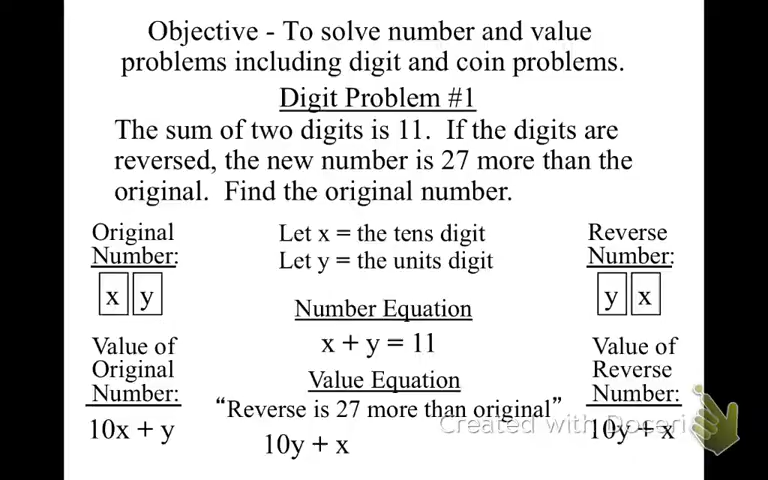 Objective - To solve number and value
problems including digit and coin problems.
Digit Problem #1
The sum of two digits is 11. If the digits are
reversed, the new number is 27 more than the
original. Find the original number.
Original
Number:
x y
Let x = the tens digit
Let y = the units digit
Reverse
Number:
y x
Number Equation
x + y = 11
Value of
Original
Number:
10x + y
Value Equation
“Reverse is 27 more than original”
10y + x
Value of
Reverse
Number:
10y + x
Created with Doceri